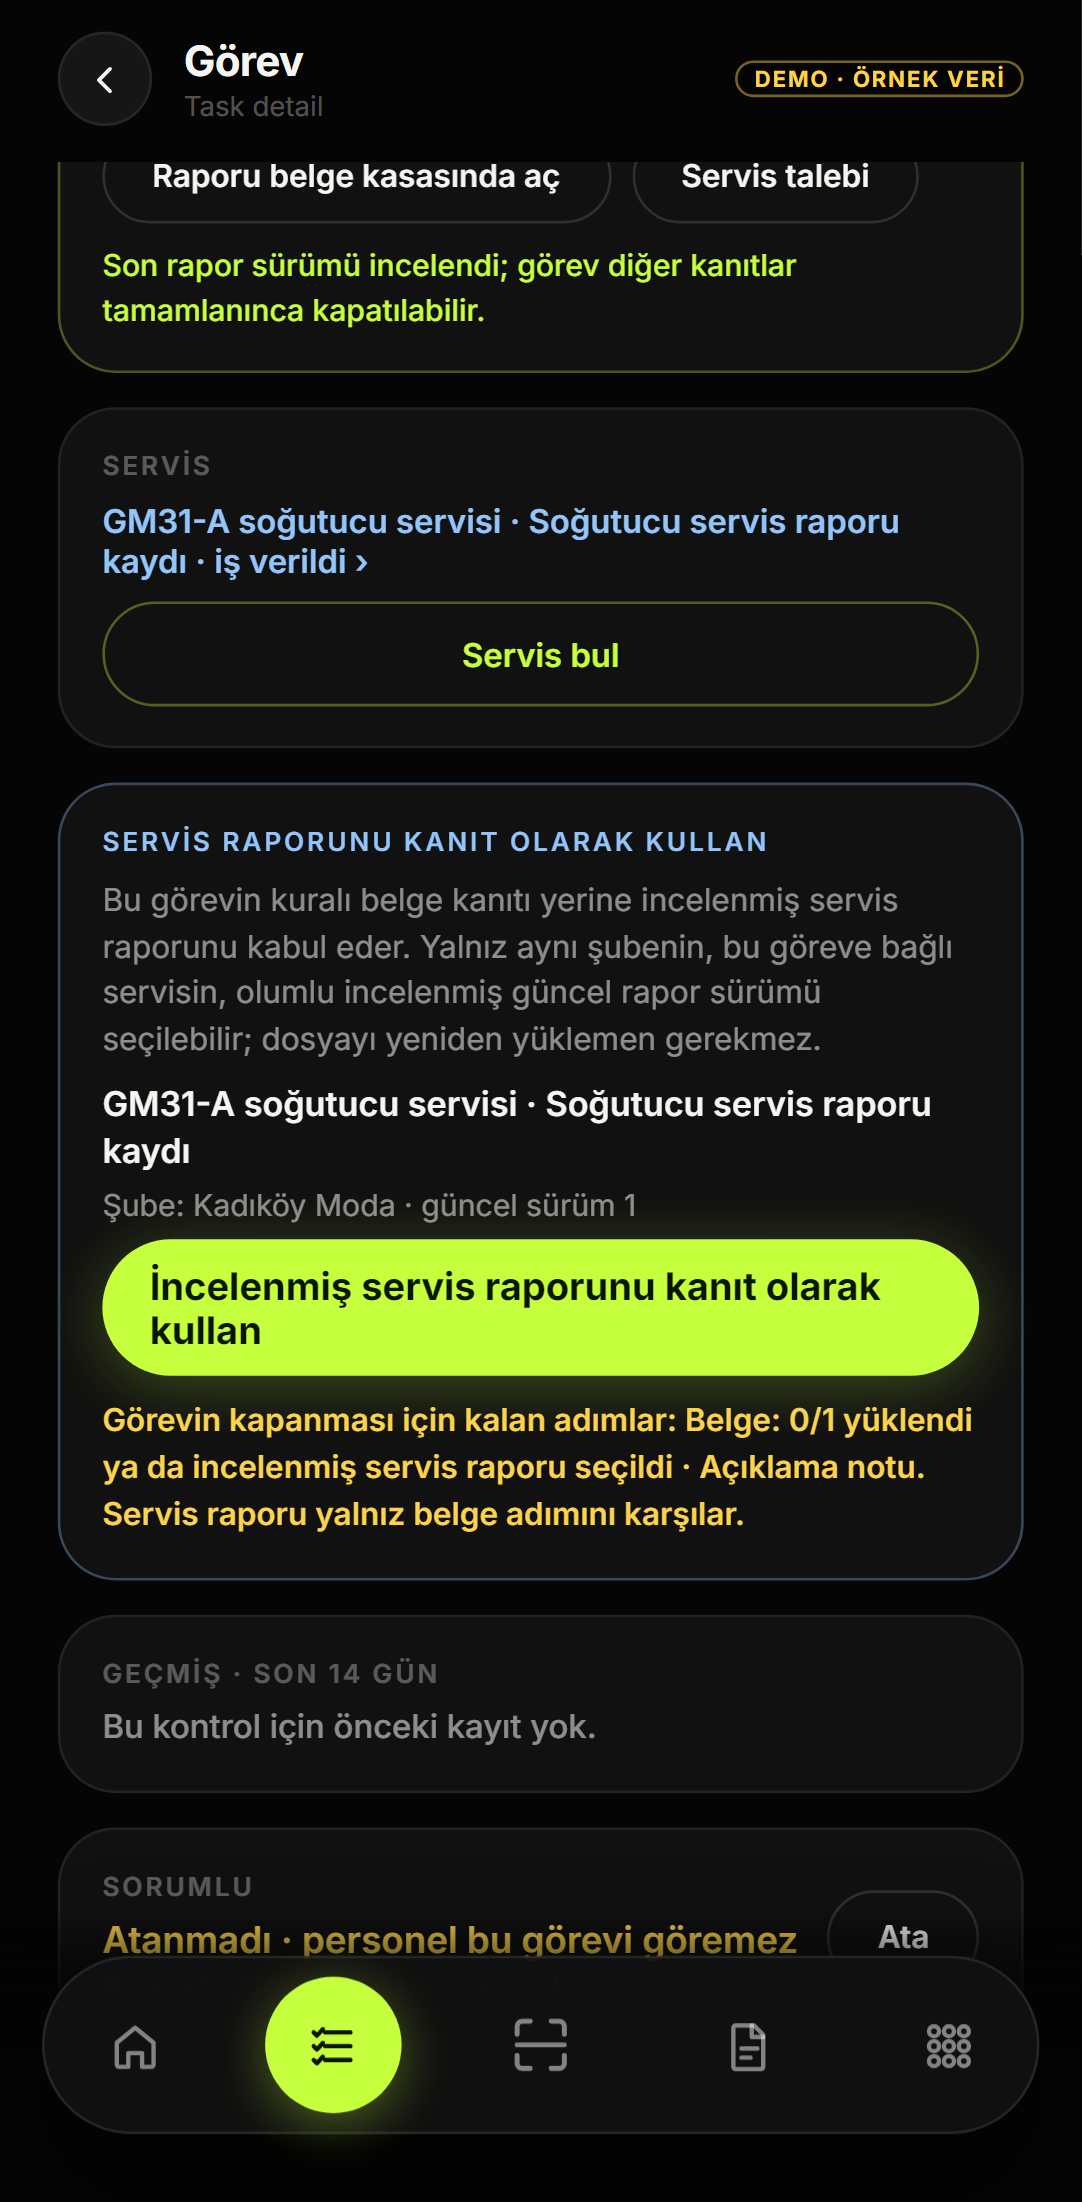 Görev
Task detail
DEMO · ÖRNEK VERİ
Raporu belge kasasında aç
Servis talebi
Son rapor sürümü incelendi; görev diğer kanıtlar
tamamlanınca kapatılabilir.
SERVİS
GM31-A soğutucu servisi · Soğutucu servis raporu
kaydı · iş verildi ›
Servis bul
SERVİS RAPORUNU KANIT OLARAK KULLAN
Bu görevin kuralı belge kanıtı yerine incelenmiş servis
raporunu kabul eder. Yalnız aynı şubenin, bu göreve bağlı
servisin, olumlu incelenmiş güncel rapor sürümü
seçilebilir; dosyayı yeniden yüklemen gerekmez.
GM31-A soğutucu servisi · Soğutucu servis raporu
kaydı
Şube: Kadıköy Moda · güncel sürüm 1
İncelenmiş servis raporunu kanıt olarak
kullan
Görevin kapanması için kalan adımlar: Belge: 0/1 yüklendi
ya da incelenmiş servis raporu seçildi · Açıklama notu.
Servis raporu yalnız belge adımını karşılar.
GEÇMİŞ · SON 14 GÜN
Bu kontrol için önceki kayıt yok.
SORUMLU
Atanmadı · personel bu görevi göremez
Ata